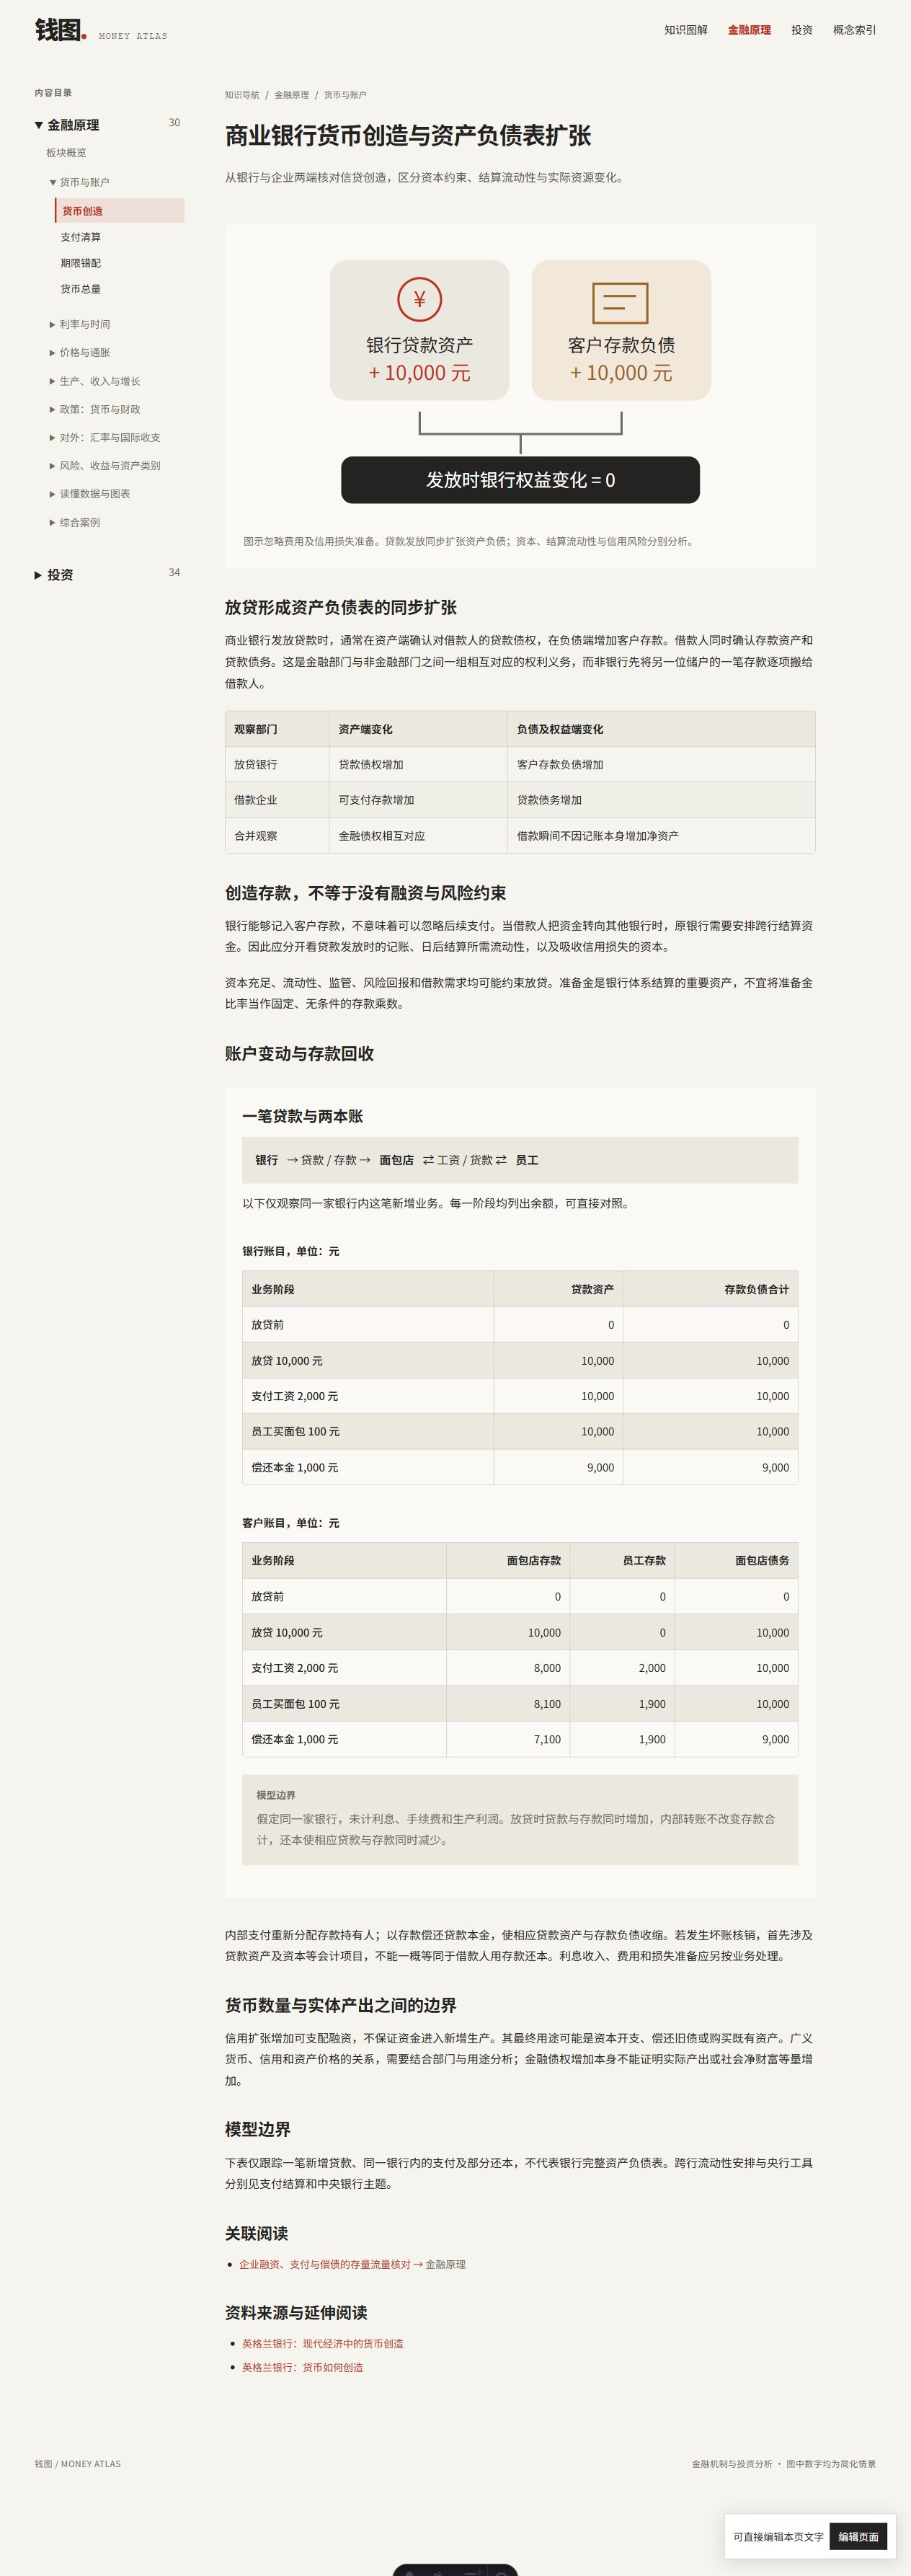 钱图. MONEY ATLAS
知识图解 金融原理 投资 概念索引
内容目录
▼ 金融原理 30
板块概览
▼ 货币与账户
货币创造
支付清算
期限错配
货币总量
▶ 利率与时间
▶ 价格与通胀
▶ 生产、收入与增长
▶ 政策：货币与财政
▶ 对外：汇率与国际收支
▶ 风险、收益与资产类别
▶ 读懂数据与图表
▶ 综合案例
▶ 投资 34
知识导航 / 金融原理 / 货币与账户
商业银行货币创造与资产负债表扩张
从银行与企业两端核对信贷创造，区分资本约束、结算流动性与实际资源变化。
¥
银行贷款资产
+ 10,000 元
客户存款负债
+ 10,000 元
发放时银行权益变化 = 0
图示忽略费用及信用损失准备。贷款发放同步扩张资产负债；资本、结算流动性与信用风险分别分析。
放贷形成资产负债表的同步扩张
商业银行发放贷款时，通常在资产端确认对借款人的贷款债权，在负债端增加客户存款。借款人同时确认存款资产和
贷款债务。这是金融部门与非金融部门之间一组相互对应的权利义务，而非银行先将另一位储户的一笔存款逐项搬给
借款人。
观察部门 资产端变化 负债及权益端变化
放贷银行 贷款债权增加 客户存款负债增加
借款企业 可支付存款增加 贷款债务增加
合并观察 金融债权相互对应 借款瞬间不因记账本身增加净资产
创造存款，不等于没有融资与风险约束
银行能够记入客户存款，不意味着可以忽略后续支付。当借款人把资金转向其他银行时，原银行需要安排跨行结算资
金。因此应分开看贷款发放时的记账、日后结算所需流动性，以及吸收信用损失的资本。
资本充足、流动性、监管、风险回报和借款需求均可能约束放贷。准备金是银行体系结算的重要资产，不宜将准备金
比率当作固定、无条件的存款乘数。
账户变动与存款回收
一笔贷款与两本账
银行 → 贷款 / 存款 → 面包店 ⇄ 工资 / 货款 ⇄ 员工
以下仅观察同一家银行内这笔新增业务。每一阶段均列出余额，可直接对照。
银行账目，单位：元
业务阶段 贷款资产 存款负债合计
放贷前 0 0
放贷 10,000 元 10,000 10,000
支付工资 2,000 元 10,000 10,000
员工买面包 100 元 10,000 10,000
偿还本金 1,000 元 9,000 9,000
客户账目，单位：元
业务阶段 面包店存款 员工存款 面包店债务
放贷前 0 0 0
放贷 10,000 元 10,000 0 10,000
支付工资 2,000 元 8,000 2,000 10,000
员工买面包 100 元 8,100 1,900 10,000
偿还本金 1,000 元 7,100 1,900 9,000
模型边界
假定同一家银行，未计利息、手续费和生产利润。放贷时贷款与存款同时增加，内部转账不改变存款合
计，还本使相应贷款与存款同时减少。
内部支付重新分配存款持有人；以存款偿还贷款本金，使相应贷款资产与存款负债收缩。若发生坏账核销，首先涉及
贷款资产及资本等会计项目，不能一概等同于借款人用存款还本。利息收入、费用和损失准备应另按业务处理。
货币数量与实体产出之间的边界
信用扩张增加可支配融资，不保证资金进入新增生产。其最终用途可能是资本开支、偿还旧债或购买既有资产。广义
货币、信用和资产价格的关系，需要结合部门与用途分析；金融债权增加本身不能证明实际产出或社会净财富等量增
加。
模型边界
下表仅跟踪一笔新增贷款、同一银行内的支付及部分还本，不代表银行完整资产负债表。跨行流动性安排与央行工具
分别见支付结算和中央银行主题。
关联阅读
• 企业融资、支付与偿债的存量流量核对 → 金融原理
资料来源与延伸阅读
• 英格兰银行：现代经济中的货币创造
• 英格兰银行：货币如何创造
钱图 / MONEY ATLAS
金融机制与投资分析 · 图中数字均为简化情景
可直接编辑本页文字 编辑页面